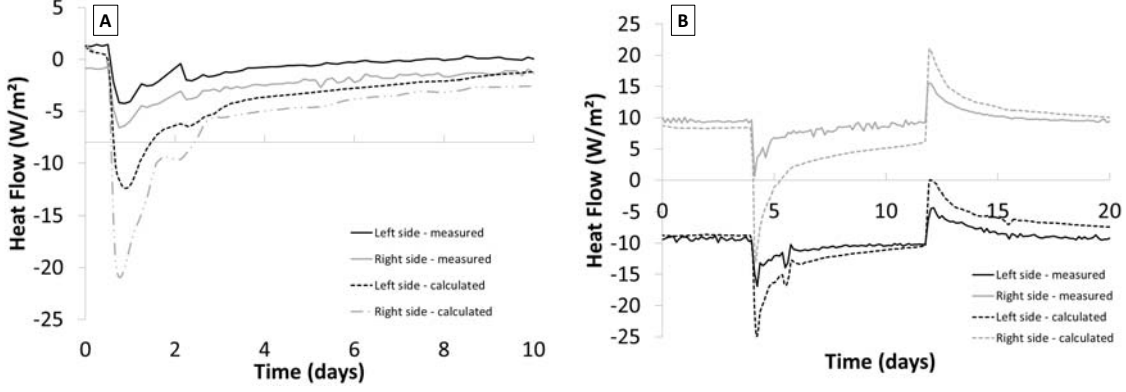 A
Heat Flow (W/m²)
5
0
-5
-10
-15
-20
-25
0
2
4
6
8
10
Time (days)
Left side - measured
Right side - measured
Left side - calculated
Right side - calculated
B
Heat Flow (W/m²)
25
20
15
10
5
0
-5
-10
-15
-20
-25
0
5
10
15
20
Time (days)
Left side - measured
Right side - measured
Left side - calculated
Right side - calculated